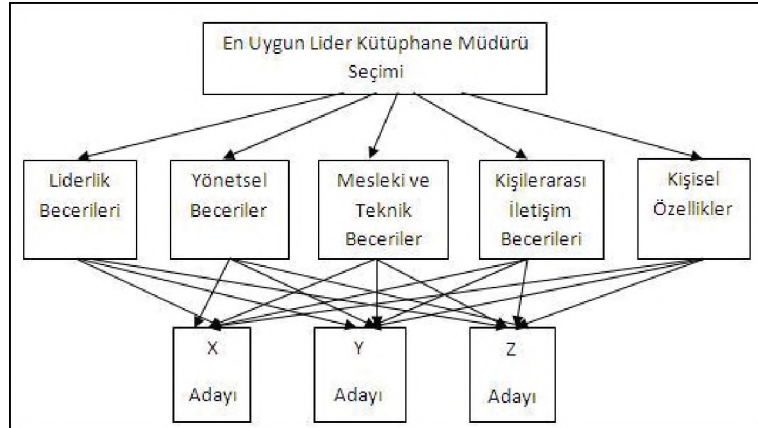 En Uygun Lider Kütüphane Müdürü
Seçimi
Liderlik
Becerileri
Yönetsel
Beceriler
Mesleki ve
Teknik
Beceriler
Kişilerarası
İletişim
Becerileri
Kişisel
Özellikler
X
Adayı
Y
Adayı
Z
Adayı